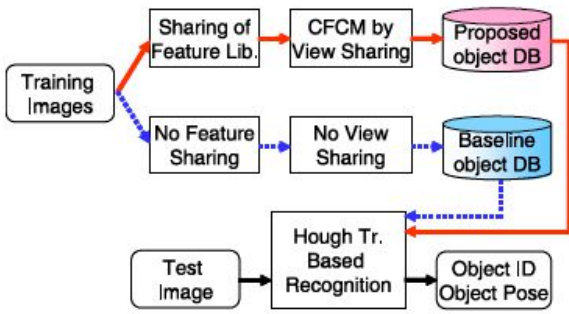 Sharing of
Feature Lib.
CFCM by
View Sharing
Proposed
object DB
Training
Images
No Feature
Sharing
No View
Sharing
Baseline
object DB
Hough Tr.
Based
Recognition
Test
Image
Object ID
Object Pose